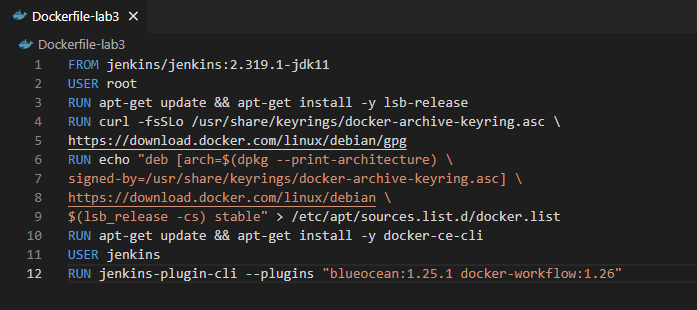 Dockerfile-lab3 ×
Dockerfile-lab3
1 FROM jenkins/jenkins:2.319.1-jdk11
2 USER root
3 RUN apt-get update && apt-get install -y lsb-release
4 RUN curl -fsSLo /usr/share/keyrings/docker-archive-keyring.asc \
5 https://download.docker.com/linux/debian/gpg
6 RUN echo "deb [arch=$(dpkg --print-architecture) \
7 signed-by=/usr/share/keyrings/docker-archive-keyring.asc] \
8 https://download.docker.com/linux/debian \
9 $(lsb_release -cs) stable" > /etc/apt/sources.list.d/docker.list
10 RUN apt-get update && apt-get install -y docker-ce-cli
11 USER jenkins
12 RUN jenkins-plugin-cli --plugins "blueocean:1.25.1 docker-workflow:1.26"